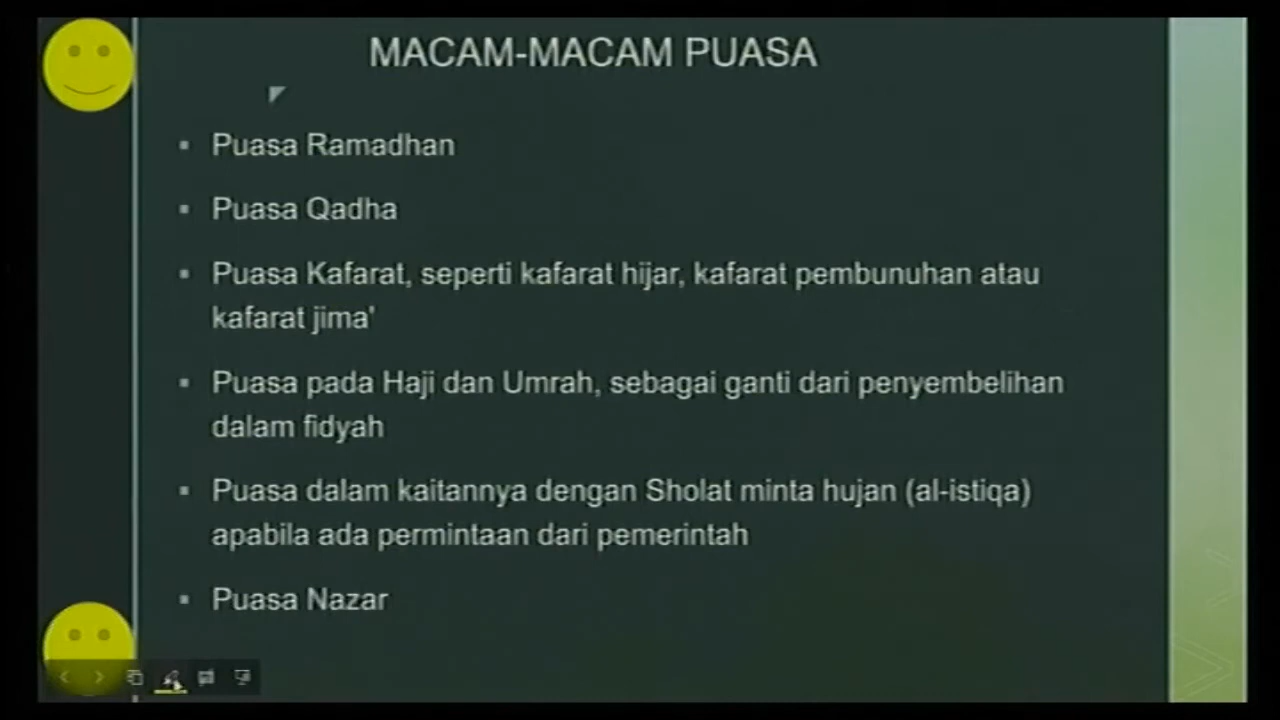 MACAM-MACAM PUASA
Puasa Ramadhan
Puasa Qadha
Puasa Kafarat, seperti kafarat hijar, kafarat pembunuhan atau
kafarat jima'
Puasa pada Haji dan Umrah, sebagai ganti dari penyembelihan
dalam fidyah
Puasa dalam kaitannya dengan Sholat minta hujan (al-istiqa)
apabila ada permintaan dari pemerintah
Puasa Nazar